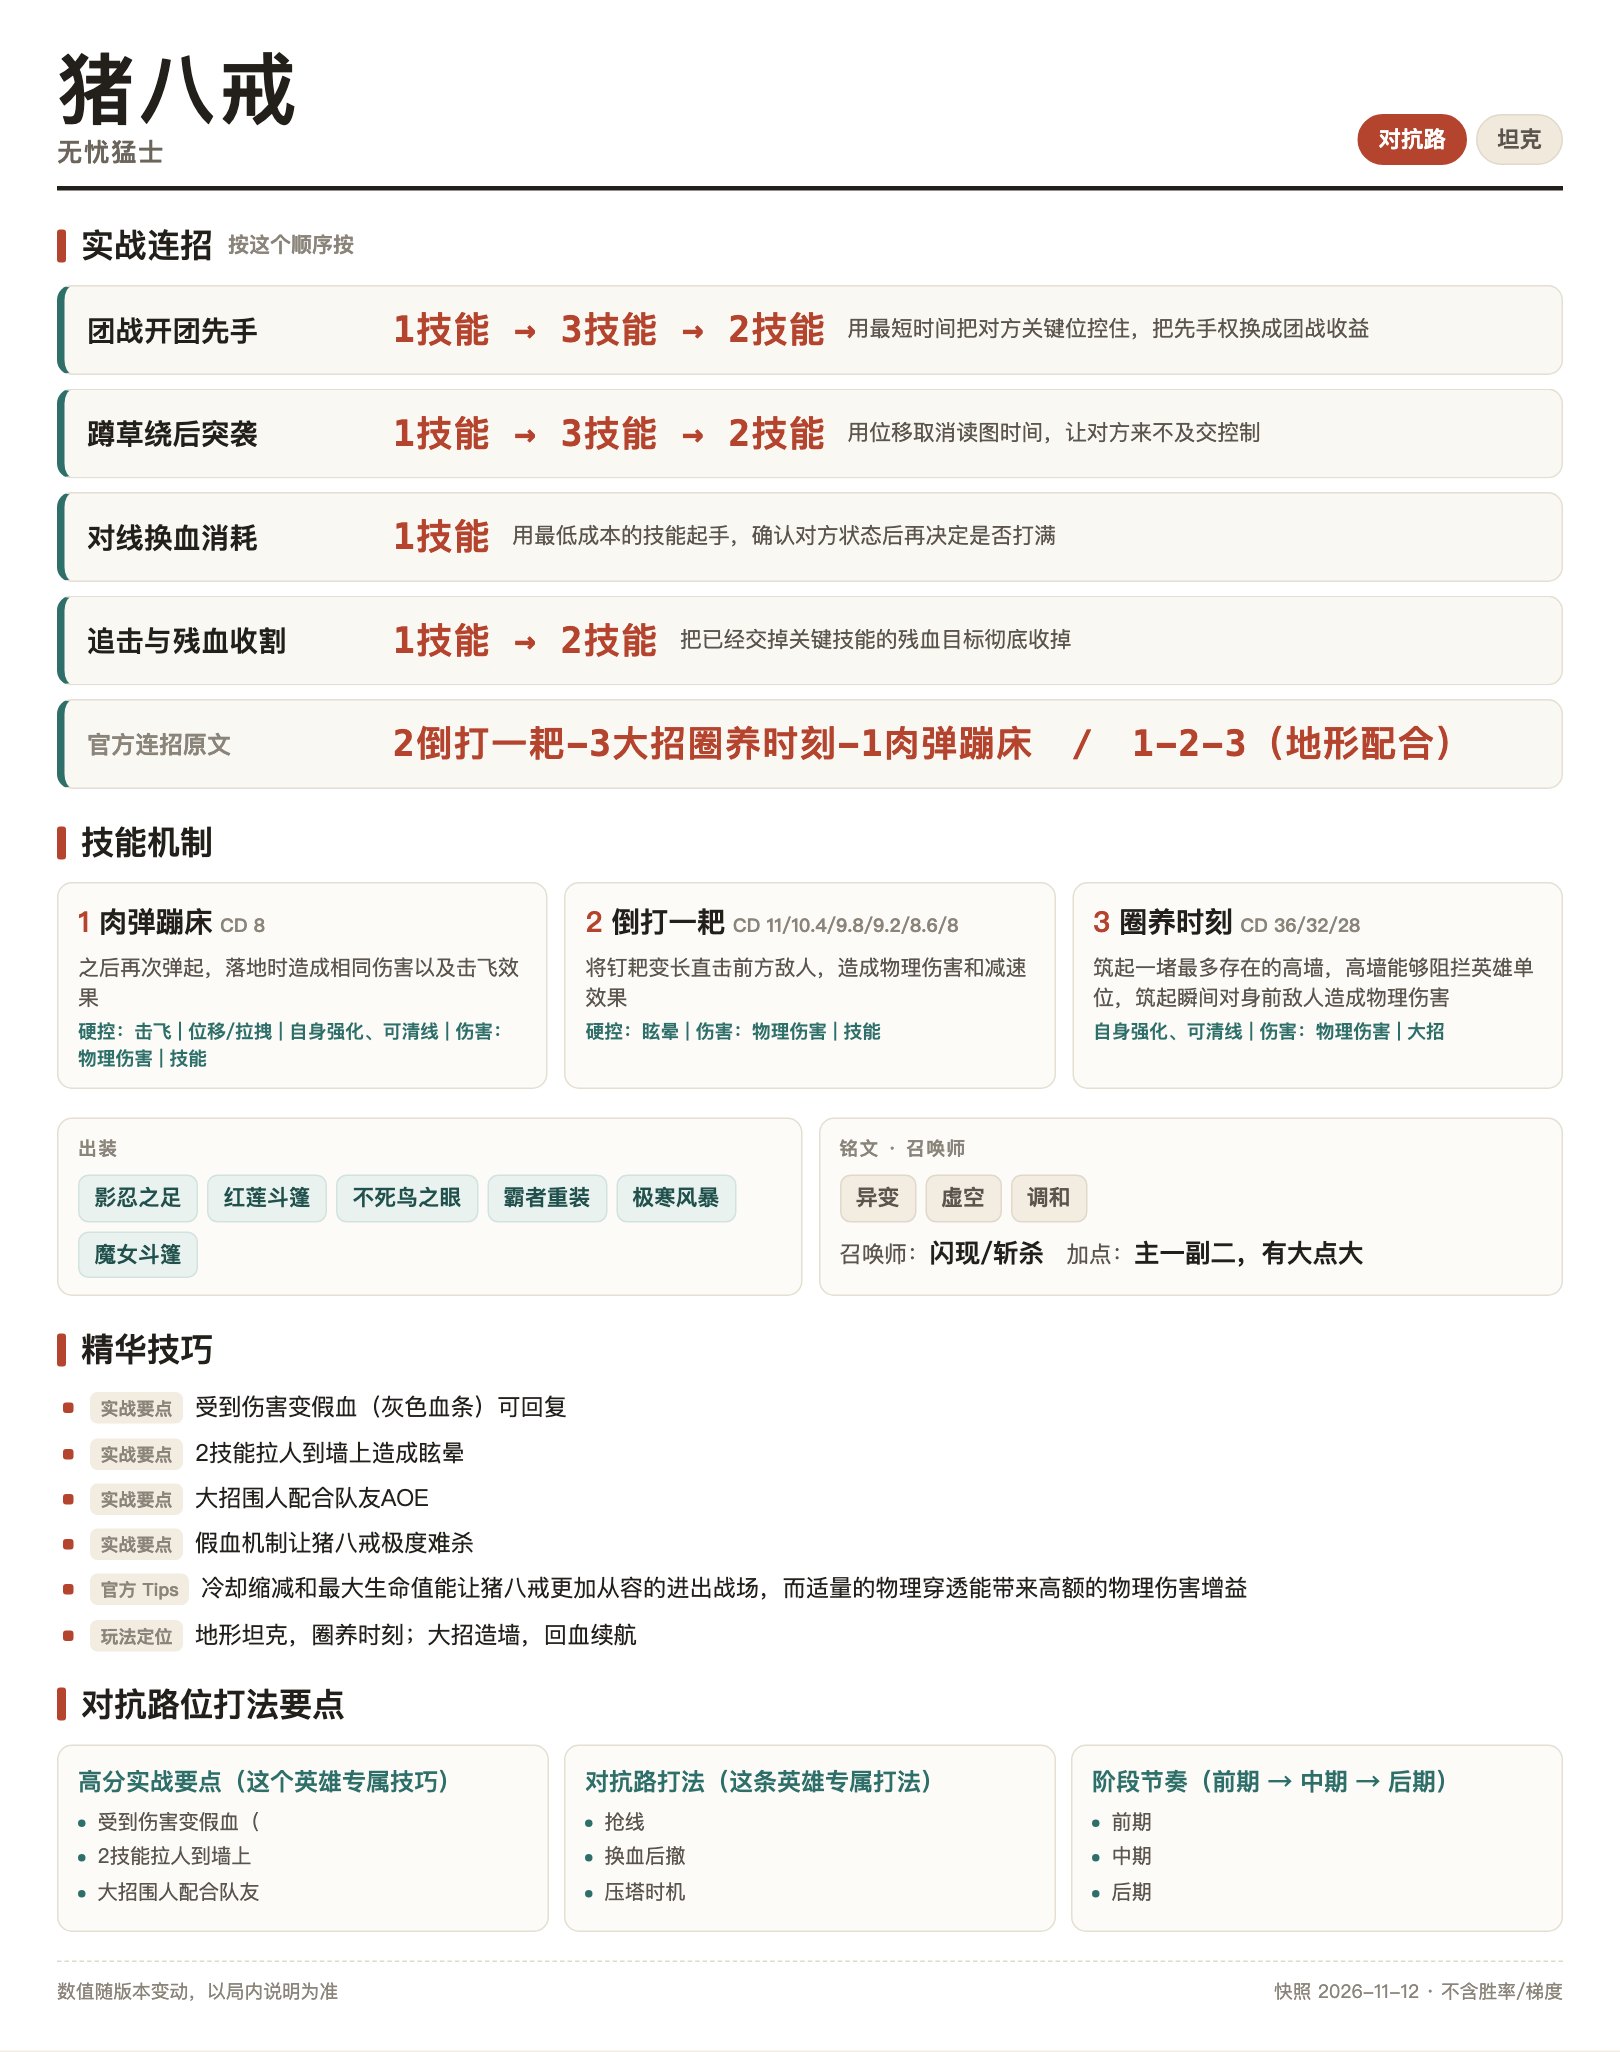 猪八戒
无忧猛士
对抗路 坦克
实战连招 按这个顺序按
团战开团先手 1技能 → 3技能 → 2技能 用最短时间把对方关键位控住，把先手权换成团战收益
蹲草绕后突袭 1技能 → 3技能 → 2技能 用位移取消读图时间，让对方来不及交控制
对线换血消耗 1技能 用最低成本的技能起手，确认对方状态后再决定是否打满
追击与残血收割 1技能 → 2技能 把已经交掉关键技能的残血目标彻底收掉
官方连招原文 2倒打一耙-3大招圈养时刻-1肉弹蹦床 / 1-2-3（地形配合）
技能机制
1 肉弹蹦床 CD 8
之后再次弹起，落地时造成相同伤害以及击飞效
果
硬控：击飞 | 位移/拉拽 | 自身强化、可清线 | 伤害：
物理伤害 | 技能
2 倒打一耙 CD 11/10.4/9.8/9.2/8.6/8
将钉耙变长直击前方敌人，造成物理伤害和减速
效果
硬控：眩晕 | 伤害：物理伤害 | 技能
3 圈养时刻 CD 36/32/28
筑起一堵最多存在的高墙，高墙能够阻拦英雄单
位，筑起瞬间对身前敌人造成物理伤害
自身强化、可清线 | 伤害：物理伤害 | 大招
出装
影忍之足 红莲斗篷 不死鸟之眼 霸者重装 极寒风暴
魔女斗篷
铭文 · 召唤师
异变 虚空 调和
召唤师：闪现/斩杀 加点：主一副二，有大点大
精华技巧
实战要点 受到伤害变假血（灰色血条）可回复
实战要点 2技能拉人到墙上造成眩晕
实战要点 大招围人配合队友AOE
实战要点 假血机制让猪八戒极度难杀
官方 Tips 冷却缩减和最大生命值能让猪八戒更加从容的进出战场，而适量的物理穿透能带来高额的物理伤害增益
玩法定位 地形坦克，圈养时刻；大招造墙，回血续航
对抗路位打法要点
高分实战要点（这个英雄专属技巧）
受到伤害变假血（
2技能拉人到墙上
大招围人配合队友
对抗路打法（这条英雄专属打法）
抢线
换血后撤
压塔时机
阶段节奏（前期 → 中期 → 后期）
前期
中期
后期
数值随版本变动，以局内说明为准
快照 2026-11-12 · 不含胜率/梯度